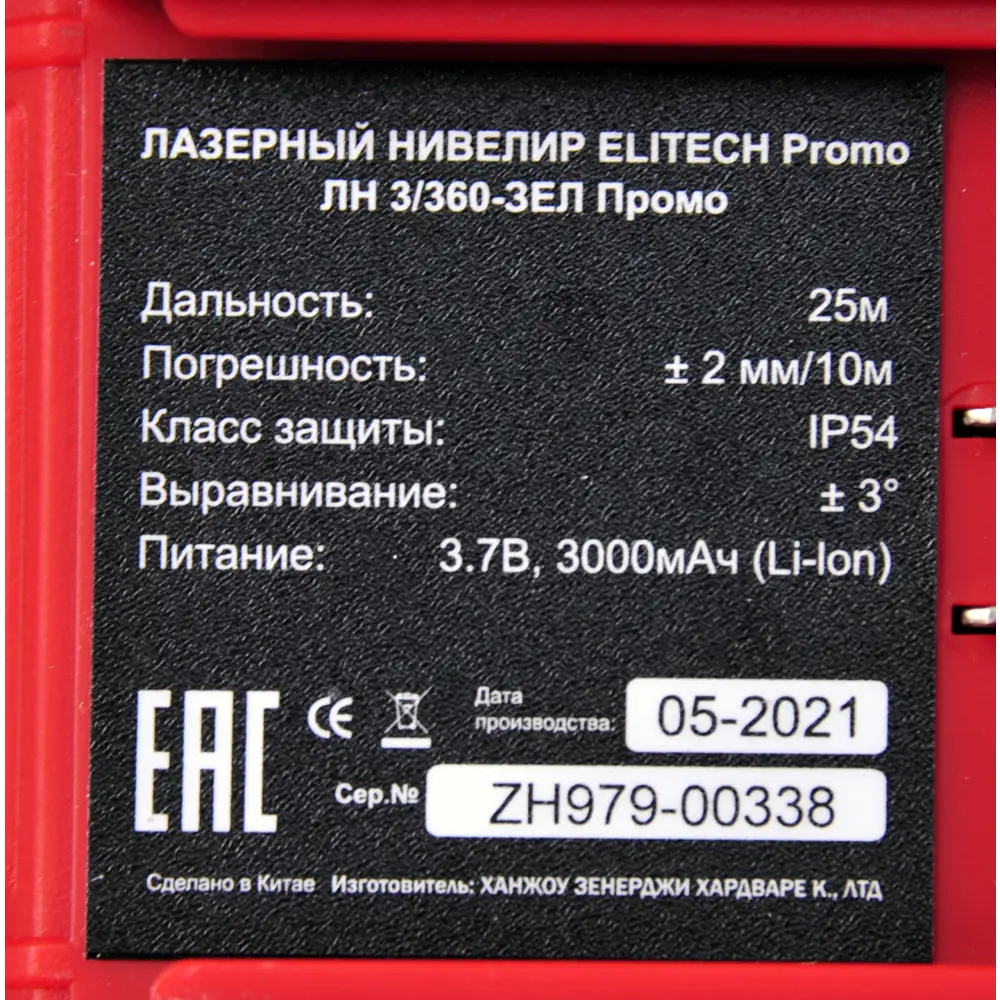 ЛАЗЕРНЫЙ НИВЕЛИР ELITECH Promo
ЛН 3/360-ЗЕЛ Промо
Дальность: 25м
Погрешность: ± 2 мм/10м
Класс защиты: IP54
Выравнивание: ± 3°
Питание: 3.7В, 3000мАч (Li-Ion)
EAC CE Дата
производства: 05-2021
Сер.№ ZH979-00338
Сделано в Китае Изготовитель: ХАНЖОУ ЗЕНЕРДЖИ ХАРДВАРЕ К., ЛТД